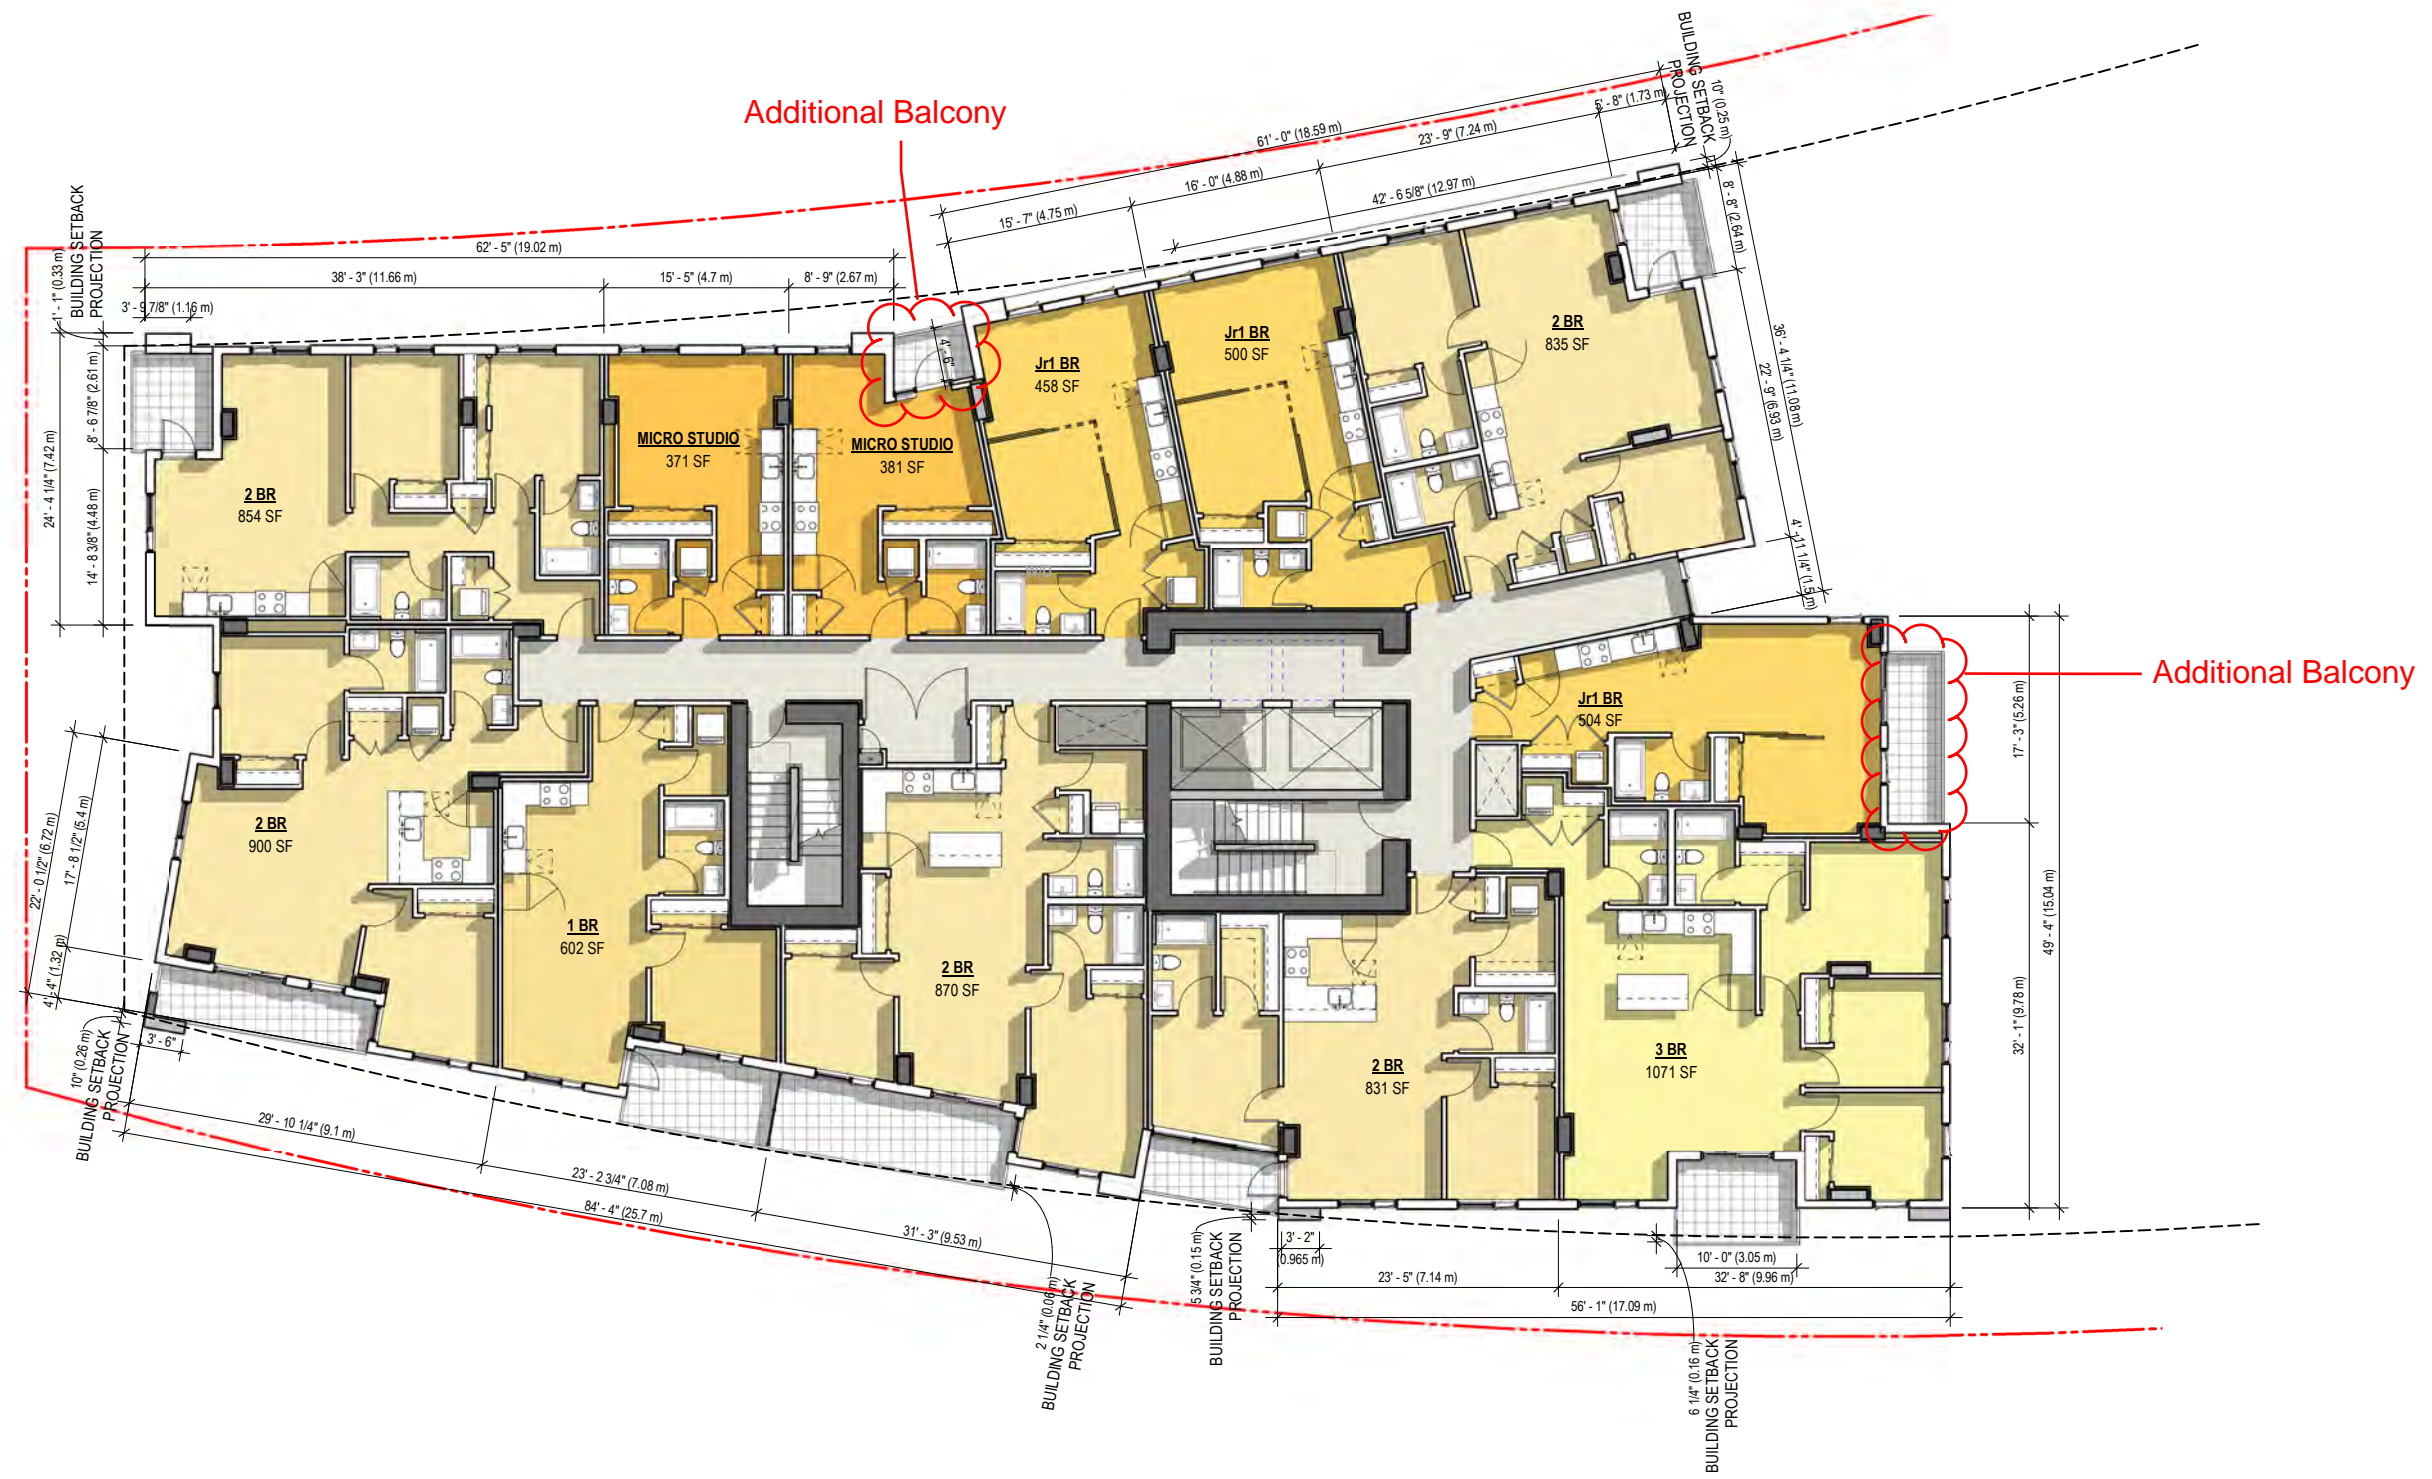 Additional Balcony
BUILDING SETBACK
PROJECTION
10" (0.25 m)
5' - 8" (1.73 m)
61' - 0" (18.59 m)
23' - 9" (7.24 m)
16' - 0" (4.88 m)
42' - 6 5/8" (12.97 m)
15' - 7" (4.75 m)
8' - 8" (2.64 m)
36' - 4 1/4" (11.08 m)
22' - 9" (6.93 m)
62' - 5" (19.02 m)
38' - 3" (11.66 m)
15' - 5" (4.7 m)
8' - 9" (2.67 m)
1' - 1" (0.33 m)
BUILDING SETBACK
PROJECTION
3' - 9 7/8" (1.16 m)
8' - 6 7/8" (2.61 m)
24' - 4 1/4" (7.42 m)
14' - 8 3/8" (4.48 m)
4' - 6"
2 BR
854 SF
MICRO STUDIO
371 SF
MICRO STUDIO
381 SF
Jr1 BR
458 SF
Jr1 BR
500 SF
2 BR
835 SF
Additional Balcony
Jr1 BR
504 SF
17' - 3" (5.26 m)
49' - 4" (15.04 m)
32' - 1" (9.78 m)
2 BR
900 SF
1 BR
602 SF
2 BR
870 SF
2 BR
831 SF
3 BR
1071 SF
22' - 0 1/2" (6.72 m)
17' - 8 1/2" (5.4 m)
4' - 4" (1.32 m)
3' - 6"
10" (0.26 m)
BUILDING SETBACK
PROJECTION
29' - 10 1/4" (9.1 m)
23' - 2 3/4" (7.08 m)
84' - 4" (25.7 m)
31' - 3" (9.53 m)
2 1/4" (0.06 m)
BUILDING SETBACK
PROJECTION
5 3/4" (0.15 m)
BUILDING SETBACK
PROJECTION
3' - 2"
(0.965 m)
23' - 5" (7.14 m)
10' - 0" (3.05 m)
32' - 8" (9.96 m)
56' - 1" (17.09 m)
6 1/4" (0.16 m)
BUILDING SETBACK
PROJECTION